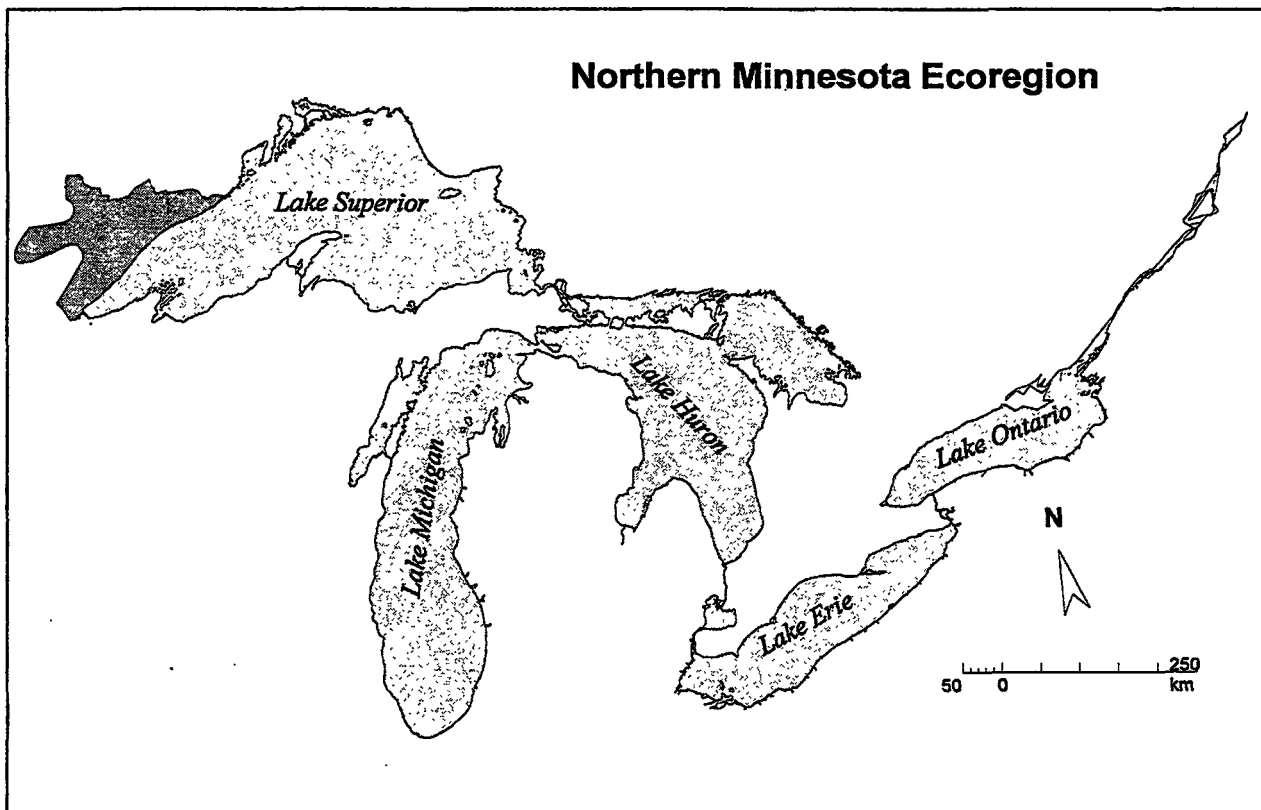 Northern Minnesota Ecoregion
Lake Superior
Lake Huron
Lake Michigan
Lake Ontario
Lake Erie
N
250
50 0 km